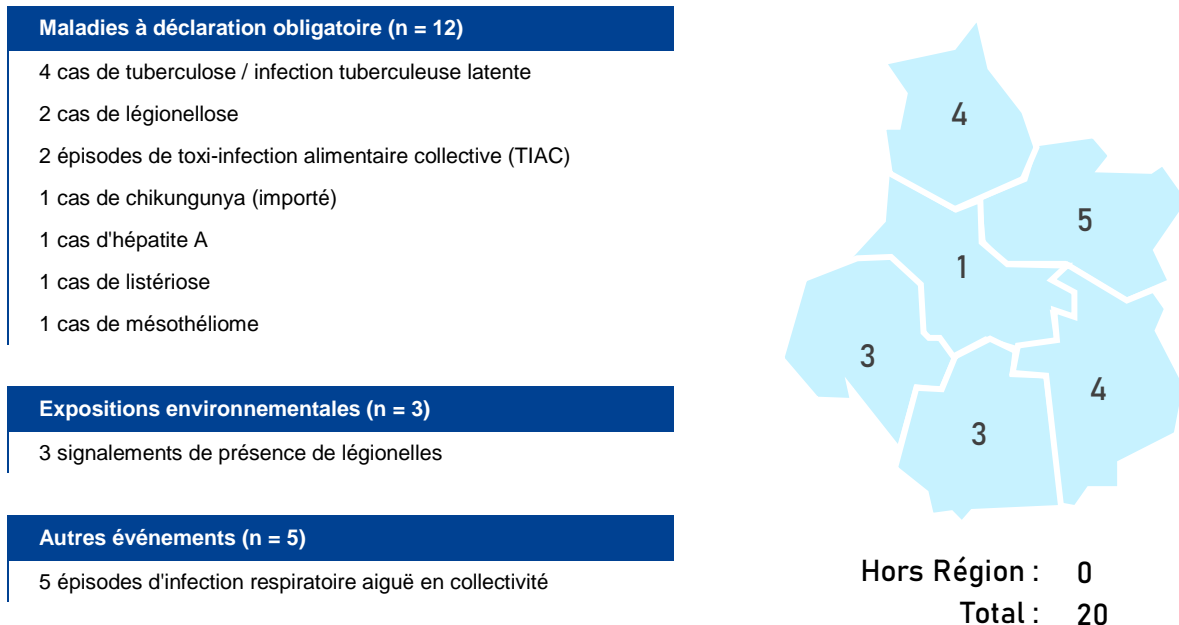 Maladies à déclaration obligatoire (n = 12)
4 cas de tuberculose / infection tuberculeuse latente
2 cas de légionellose
2 épisodes de toxi-infection alimentaire collective (TIAC)
1 cas de chikungunya (importé)
1 cas d'hépatite A
1 cas de listériose
1 cas de mésothéliome
Expositions environnementales (n = 3)
3 signalements de présence de légionelles
Autres événements (n = 5)
5 épisodes d'infection respiratoire aiguë en collectivité
4
5
1
3
4
3
Hors Région : 0
Total : 20